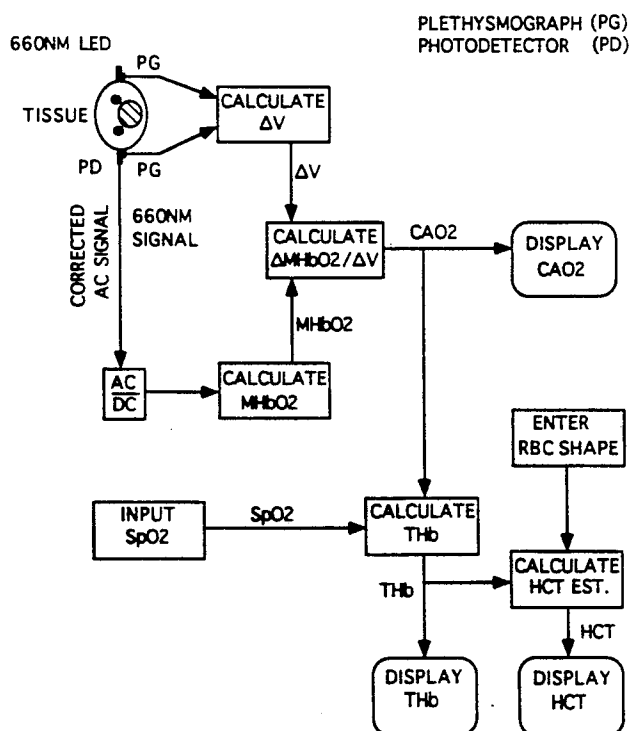 PLETHYSMOGRAPH (PG)
PHOTODETECTOR (PD)
660NM LED
PG
CALCULATE
ΔV
TISSUE
PD
PG
ΔV
CORRECTED
AC SIGNAL
660NM
SIGNAL
CALCULATE
ΔMHbO2/ΔV
CAO2
DISPLAY
CAO2
MHbO2
AC
DC
CALCULATE
MHbO2
ENTER
RBC SHAPE
INPUT
SpO2
SpO2
CALCULATE
THb
CALCULATE
HCT EST.
THb
HCT
DISPLAY
THb
DISPLAY
HCT